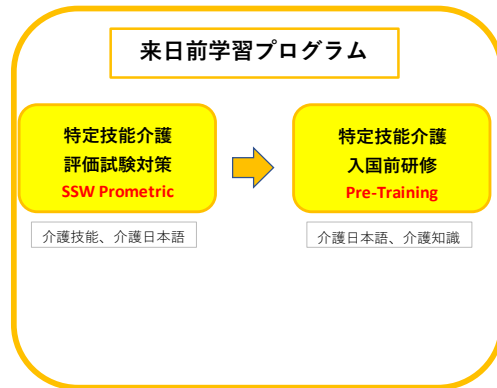 来日前学習プログラム
特定技能介護
評価試験対策
SSW Prometric
特定技能介護
入国前研修
Pre-Training
介護技能、介護日本語
介護日本語、介護知識